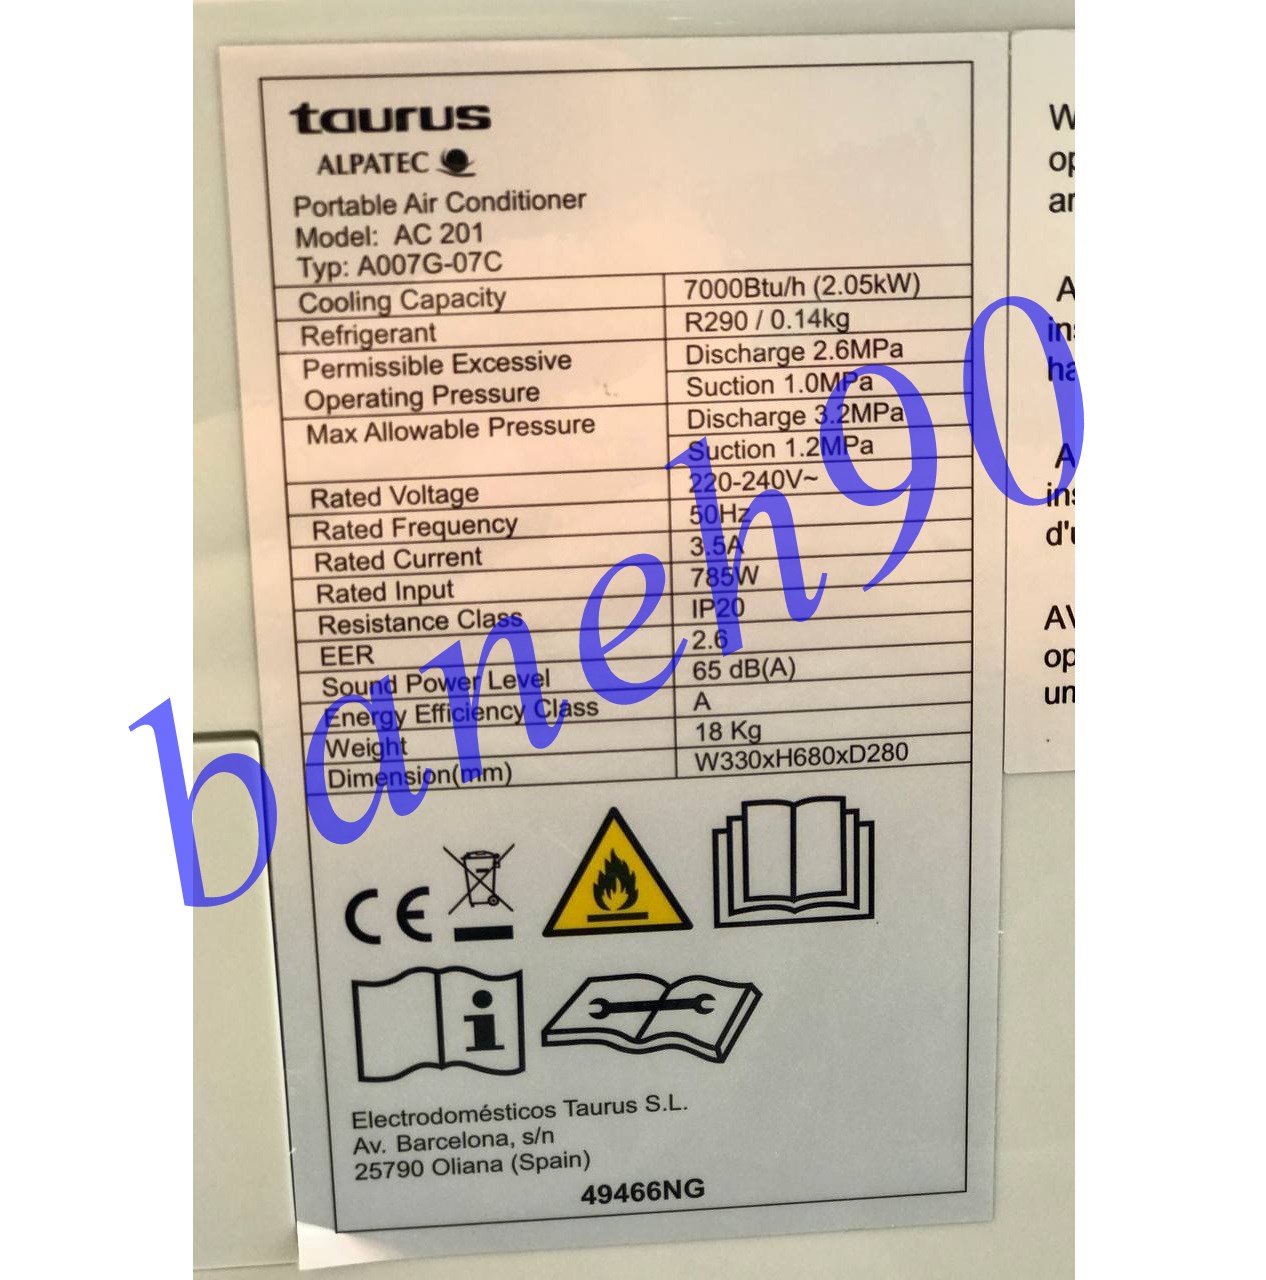 taurus
ALPATEC
Portable Air Conditioner
Model: AC 201
Typ: A007G-07C
Cooling Capacity 7000Btu/h (2.05kW)
Refrigerant R290 / 0.14kg
Permissible Excessive Operating Pressure Discharge 2.6MPa
Suction 1.0MPa
Max Allowable Pressure Discharge 3.2MPa
Suction 1.2MPa
Rated Voltage 220-240V~
Rated Frequency 50Hz
Rated Current 3.5A
Rated Input 785W
Resistance Class IP20
EER 2.6
Sound Power Level 65 dB(A)
Energy Efficiency Class A
Weight 18 Kg
Dimension(mm) W330xH680xD280
CE
Electrodomésticos Taurus S.L.
Av. Barcelona, s/n
25790 Oliana (Spain)
49466NG
baneh90